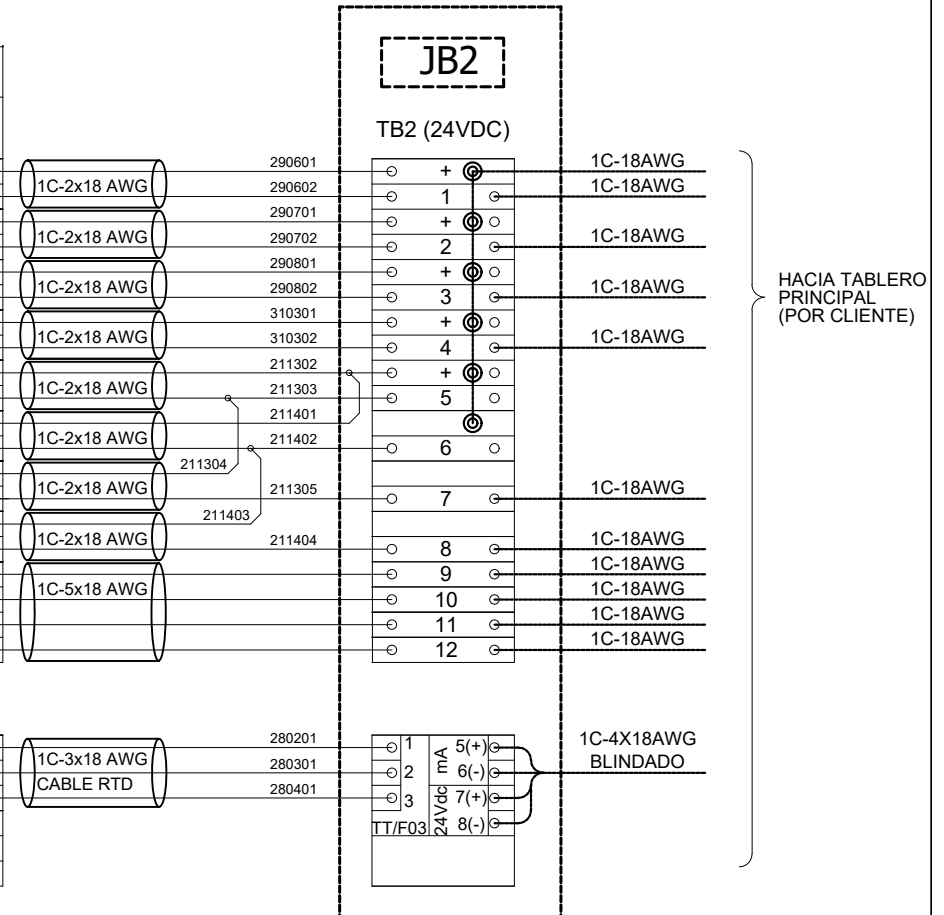 JB2
TB2 (24VDC)
290601
+
1C-18AWG
1C-2x18 AWG
290602
1
1C-18AWG
290701
+
1C-2x18 AWG
290702
2
1C-18AWG
290801
+
1C-2x18 AWG
290802
3
1C-18AWG
310301
+
1C-2x18 AWG
310302
4
1C-18AWG
211302
+
1C-2x18 AWG
211303
5
211401
1C-2x18 AWG
211402
6
211304
1C-2x18 AWG
211305
7
1C-18AWG
211403
1C-2x18 AWG
211404
8
1C-18AWG
9
1C-18AWG
1C-5x18 AWG
10
1C-18AWG
11
1C-18AWG
12
1C-18AWG
HACIA TABLERO
PRINCIPAL
(POR CLIENTE)
280201
1
5(+)
1C-3x18 AWG
CABLE RTD
280301
2
mA
6(-)
280401
3
24Vdc
7(+)
TT/F03
8(-)
1C-4X18AWG
BLINDADO